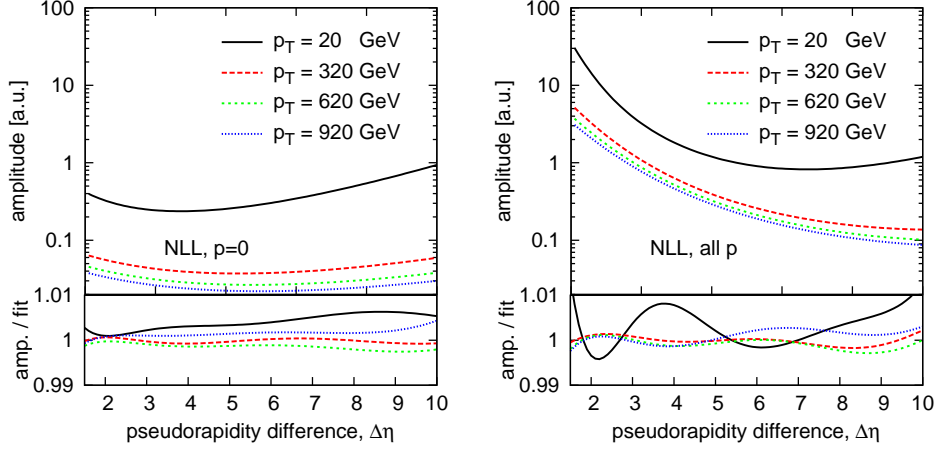 100
10
1
0.1
amplitude [a.u.]
p_T = 20 GeV
p_T = 320 GeV
p_T = 620 GeV
p_T = 920 GeV
NLL, p=0
1.01
1
0.99
amp. / fit
2 3 4 5 6 7 8 9 10
pseudorapidity difference, Δη
100
10
1
0.1
amplitude [a.u.]
p_T = 20 GeV
p_T = 320 GeV
p_T = 620 GeV
p_T = 920 GeV
NLL, all p
1.01
1
0.99
amp. / fit
2 3 4 5 6 7 8 9 10
pseudorapidity difference, Δη